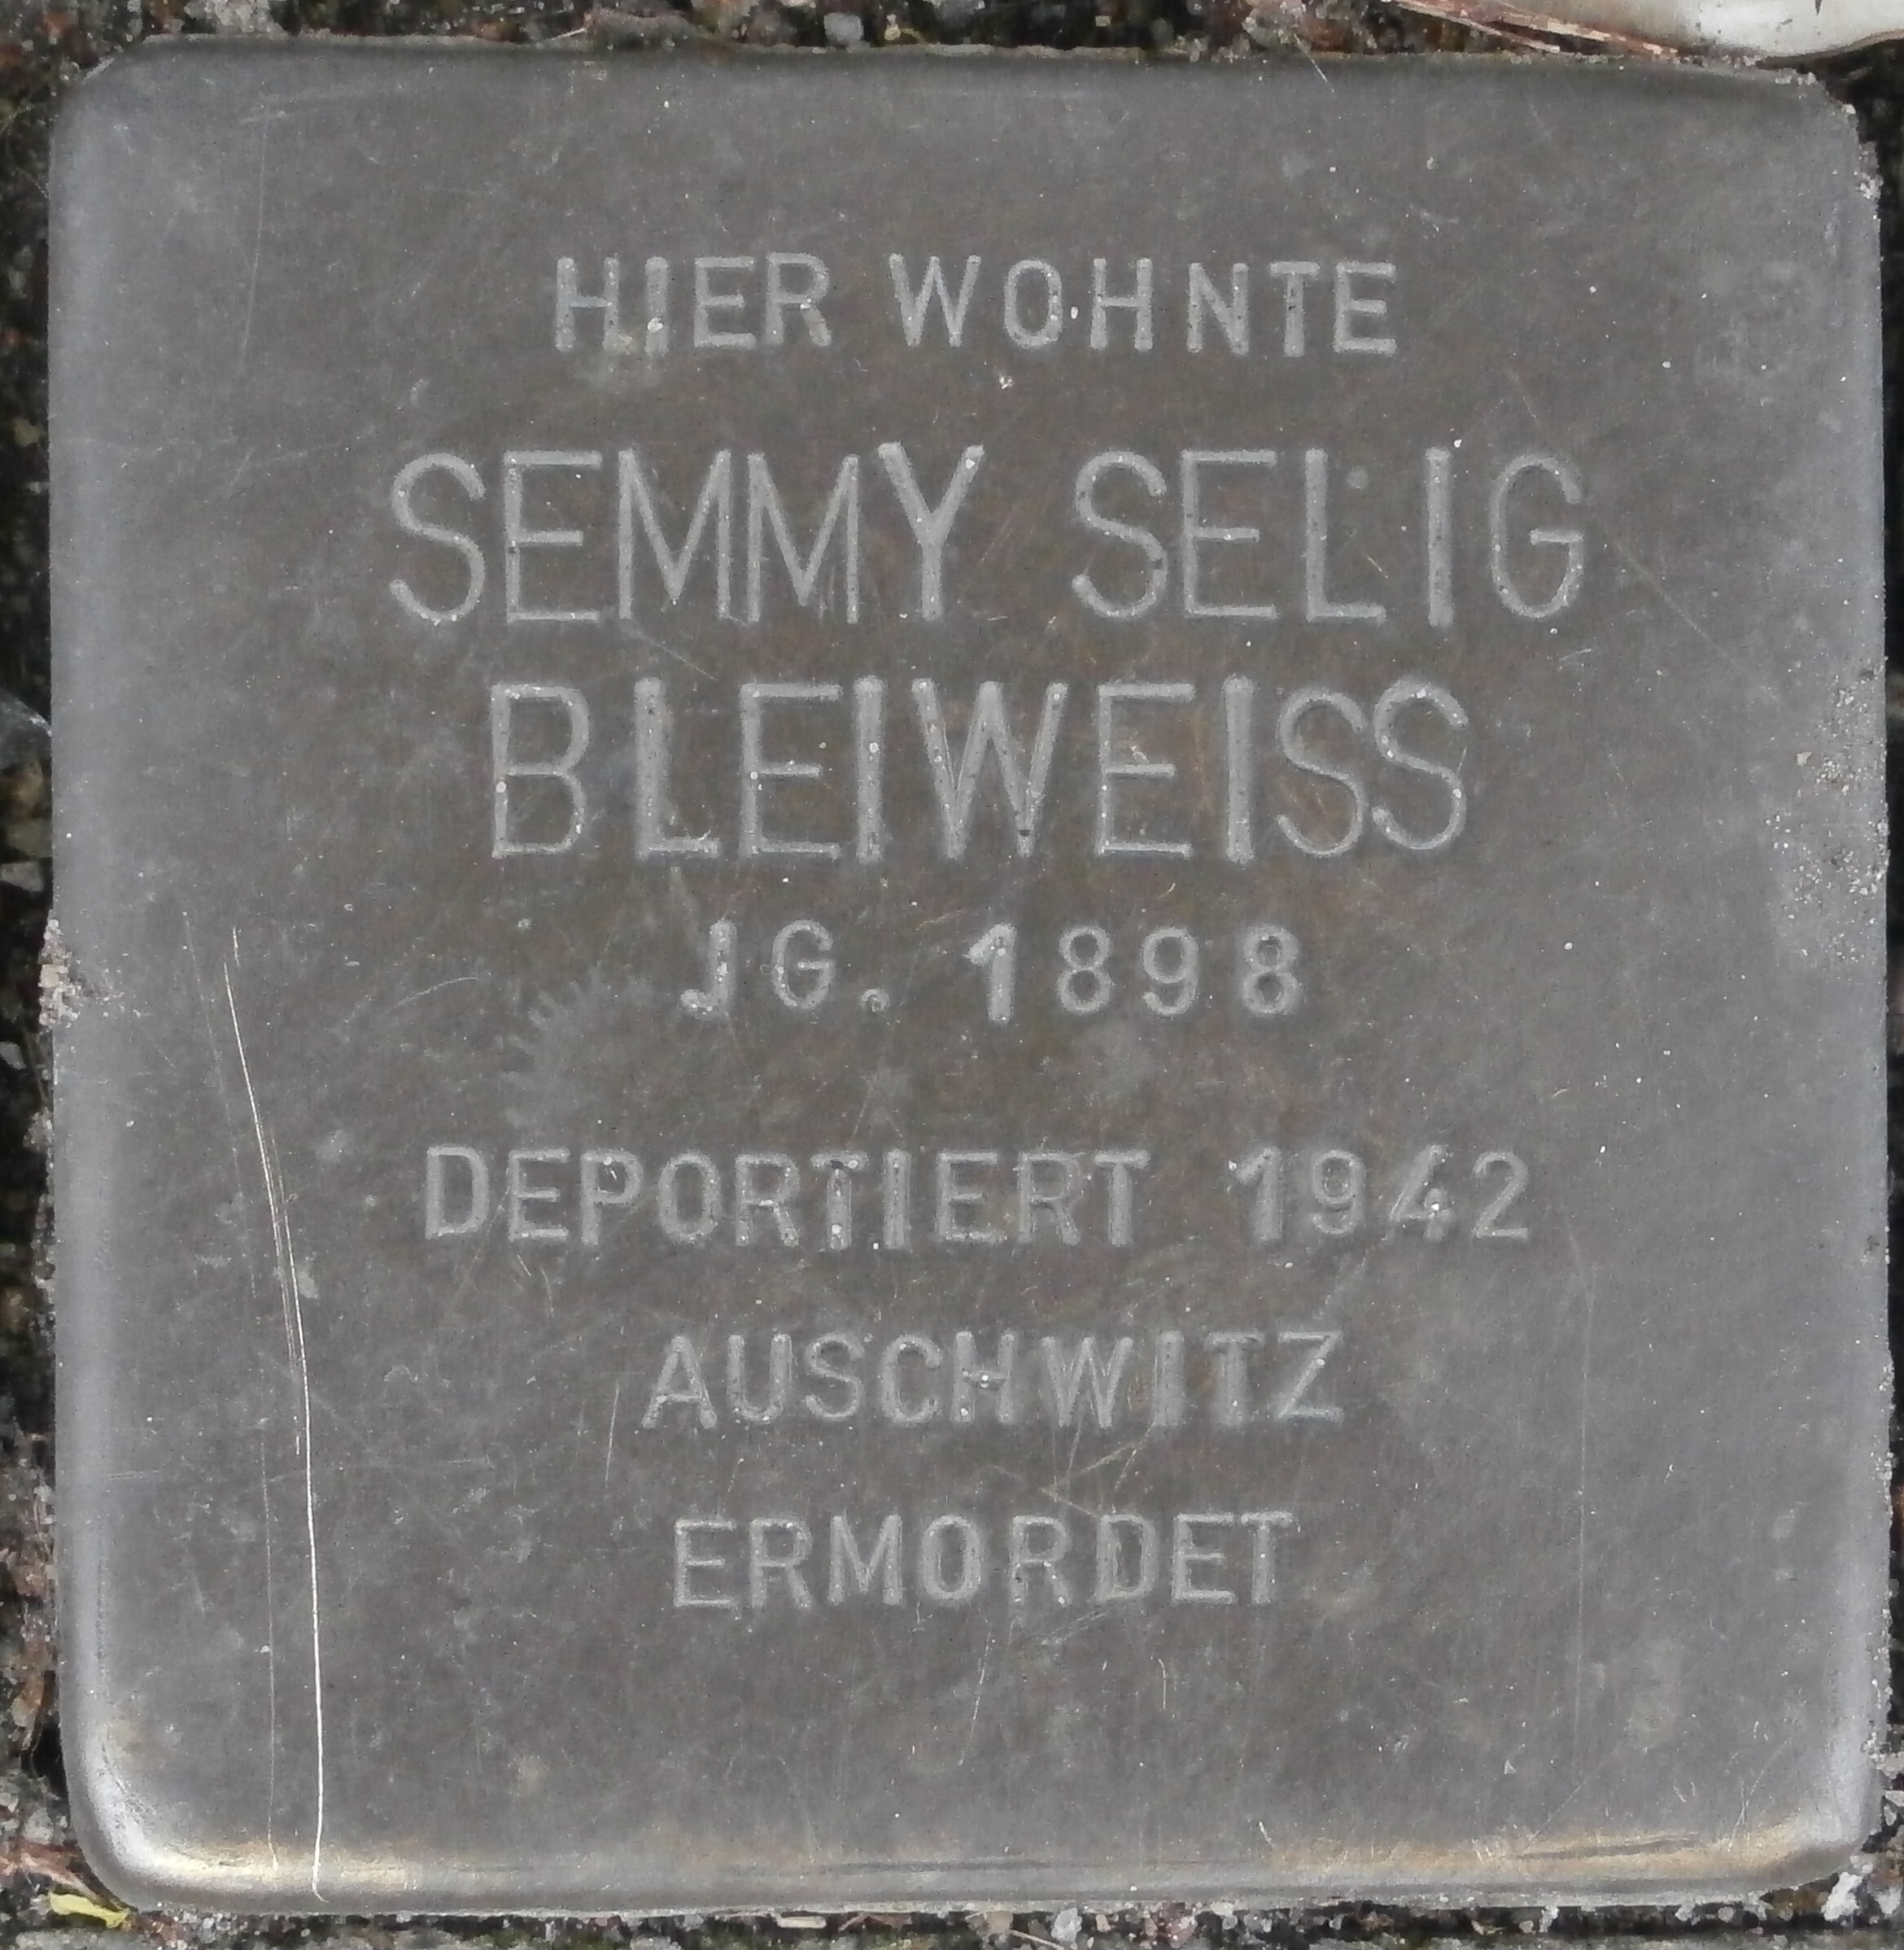 HIER WOHNTE
SEMMY SELIG
BLEIWEISS
JG. 1898
DEPORTIERT 1942
AUSCHWITZ
ERMORDET